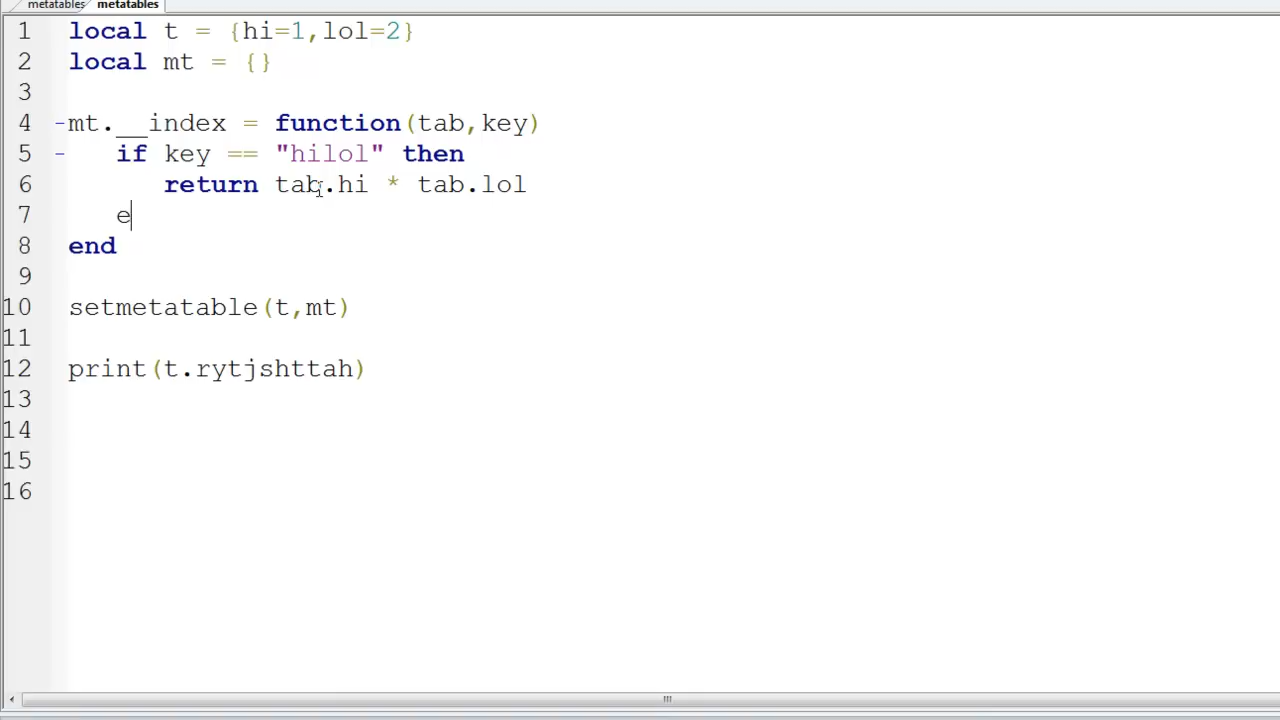 metatables metatables
1 local t = {hi=1,lol=2}
2 local mt = {}
3
4 -mt.__index = function(tab,key)
5 - if key == "hilol" then
6 return tab.hi * tab.lol
7 e
8 end
9
10 setmetatable(t,mt)
11
12 print(t.rytjshttah)
13
14
15
16